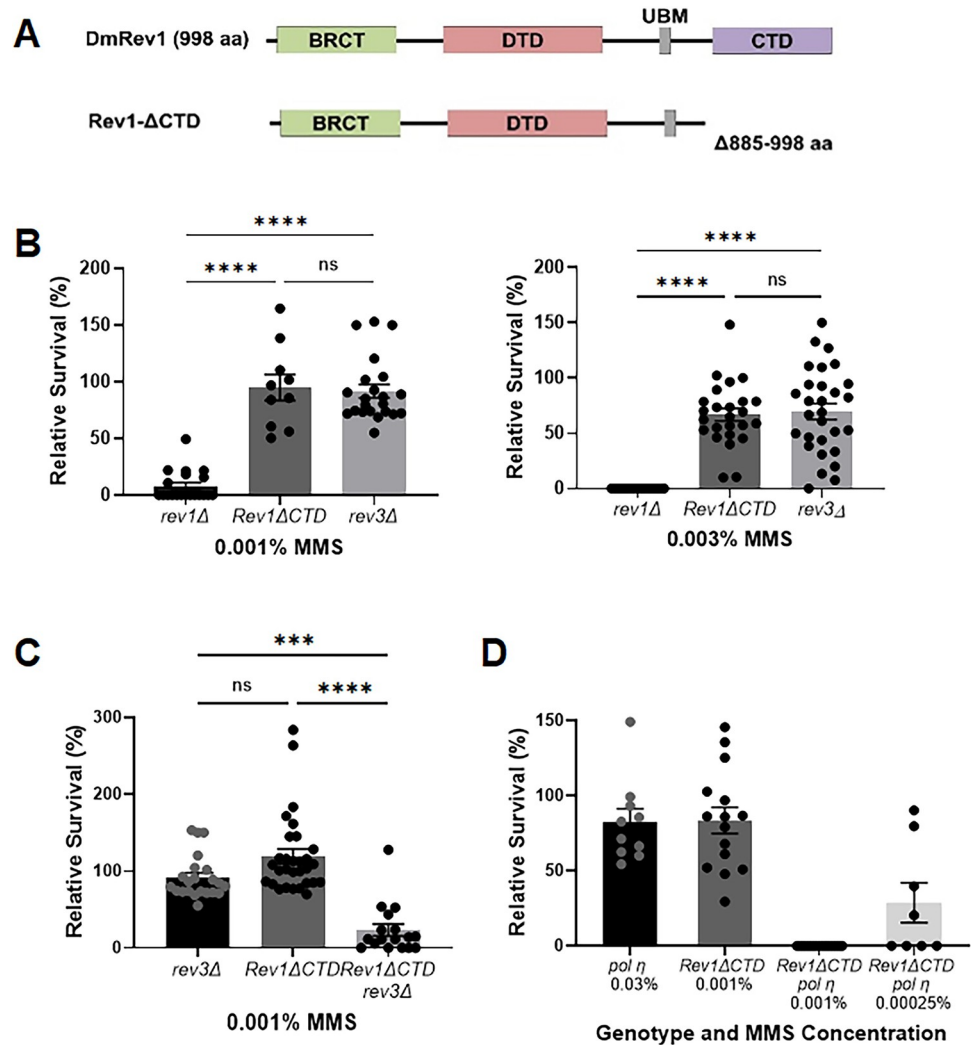 A
UBM
DmRev1 (998 aa)
BRCT
DTD
CTD
Rev1-ΔCTD
BRCT
DTD
Δ885-998 aa
B
****
****
ns
Relative Survival (%)
200
150
100
50
0
rev1Δ
Rev1ΔCTD
rev3Δ
0.001% MMS
****
****
ns
Relative Survival (%)
200
150
100
50
0
rev1Δ
Rev1ΔCTD
rev3Δ
0.003% MMS
C
***
ns
****
Relative Survival (%)
300
200
100
0
rev3Δ
Rev1ΔCTD
Rev1ΔCTD
rev3Δ
0.001% MMS
D
Relative Survival (%)
150
100
50
0
pol η
0.03%
Rev1ΔCTD
0.001%
Rev1ΔCTD
pol η
0.001%
Rev1ΔCTD
pol η
0.00025%
Genotype and MMS Concentration